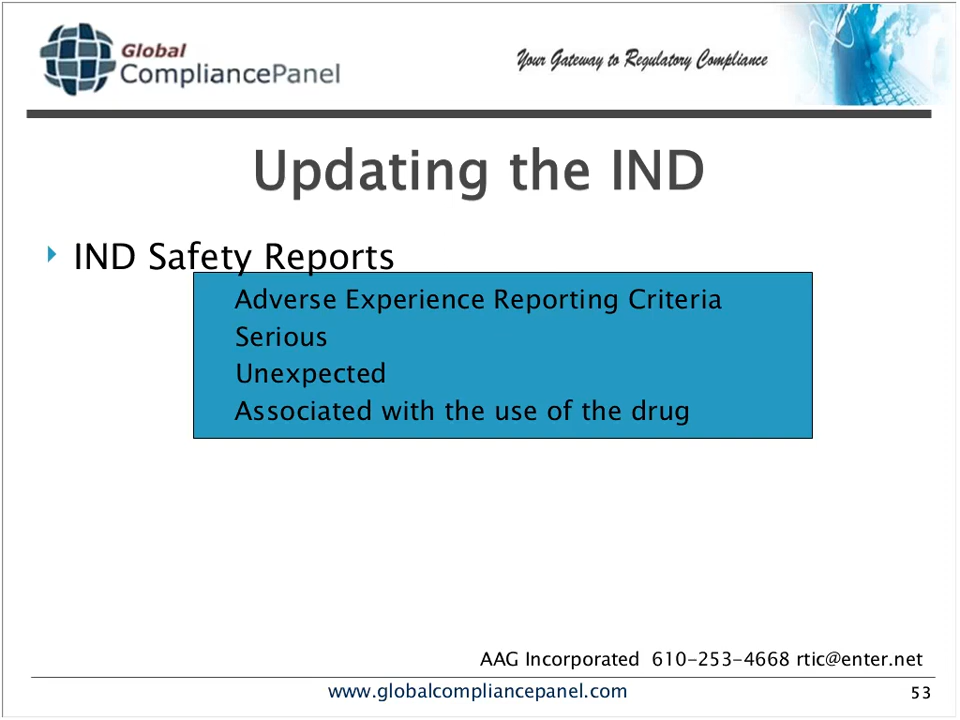 Global
CompliancePanel
Your Gateway to Regulatory Compliance
Updating the IND
IND Safety Reports
Adverse Experience Reporting Criteria
Serious
Unexpected
Associated with the use of the drug
AAG Incorporated 610-253-4668 rtic@enter.net
www.globalcompliancepanel.com
53